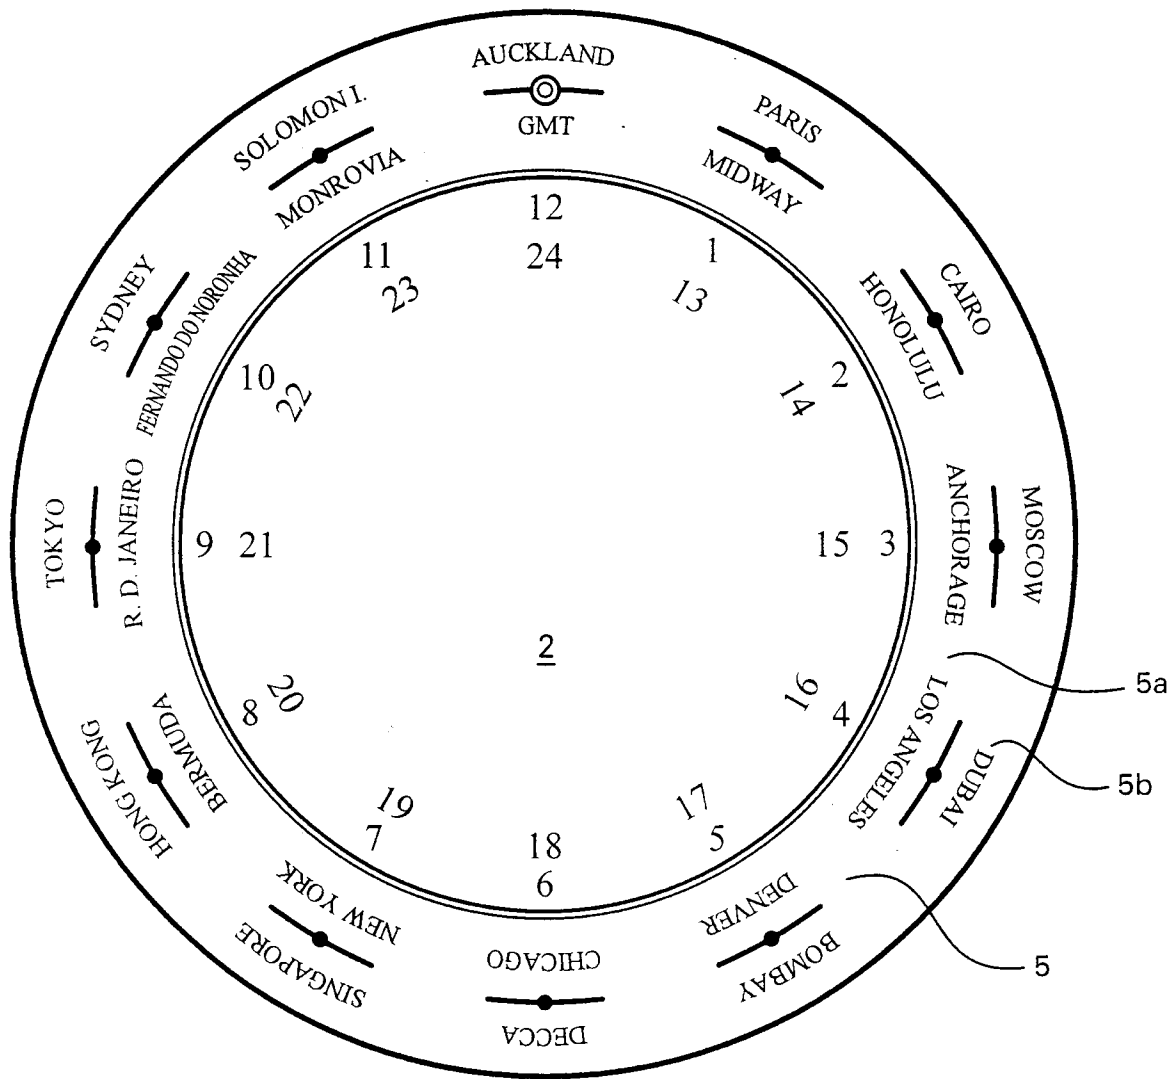 AUCKLAND
GMT
PARIS
MIDWAY
CAIRO
HONOLULU
MOSCOW
ANCHORAGE
DUBAI
LOS ANGELES
BOMBAY
DENVER
DECCA
CHICAGO
SINGAPORE
NEW YORK
HONG KONG
BERMUDA
TOKYO
R. D. JANEIRO
SYDNEY
FERNANDO DO NORONHA
SOLOMON I.
MONROVIA
12
24
1
13
2
14
3
15
4
16
5
17
6
18
7
19
8
20
9
21
10
22
11
23
2
5a
5b
5